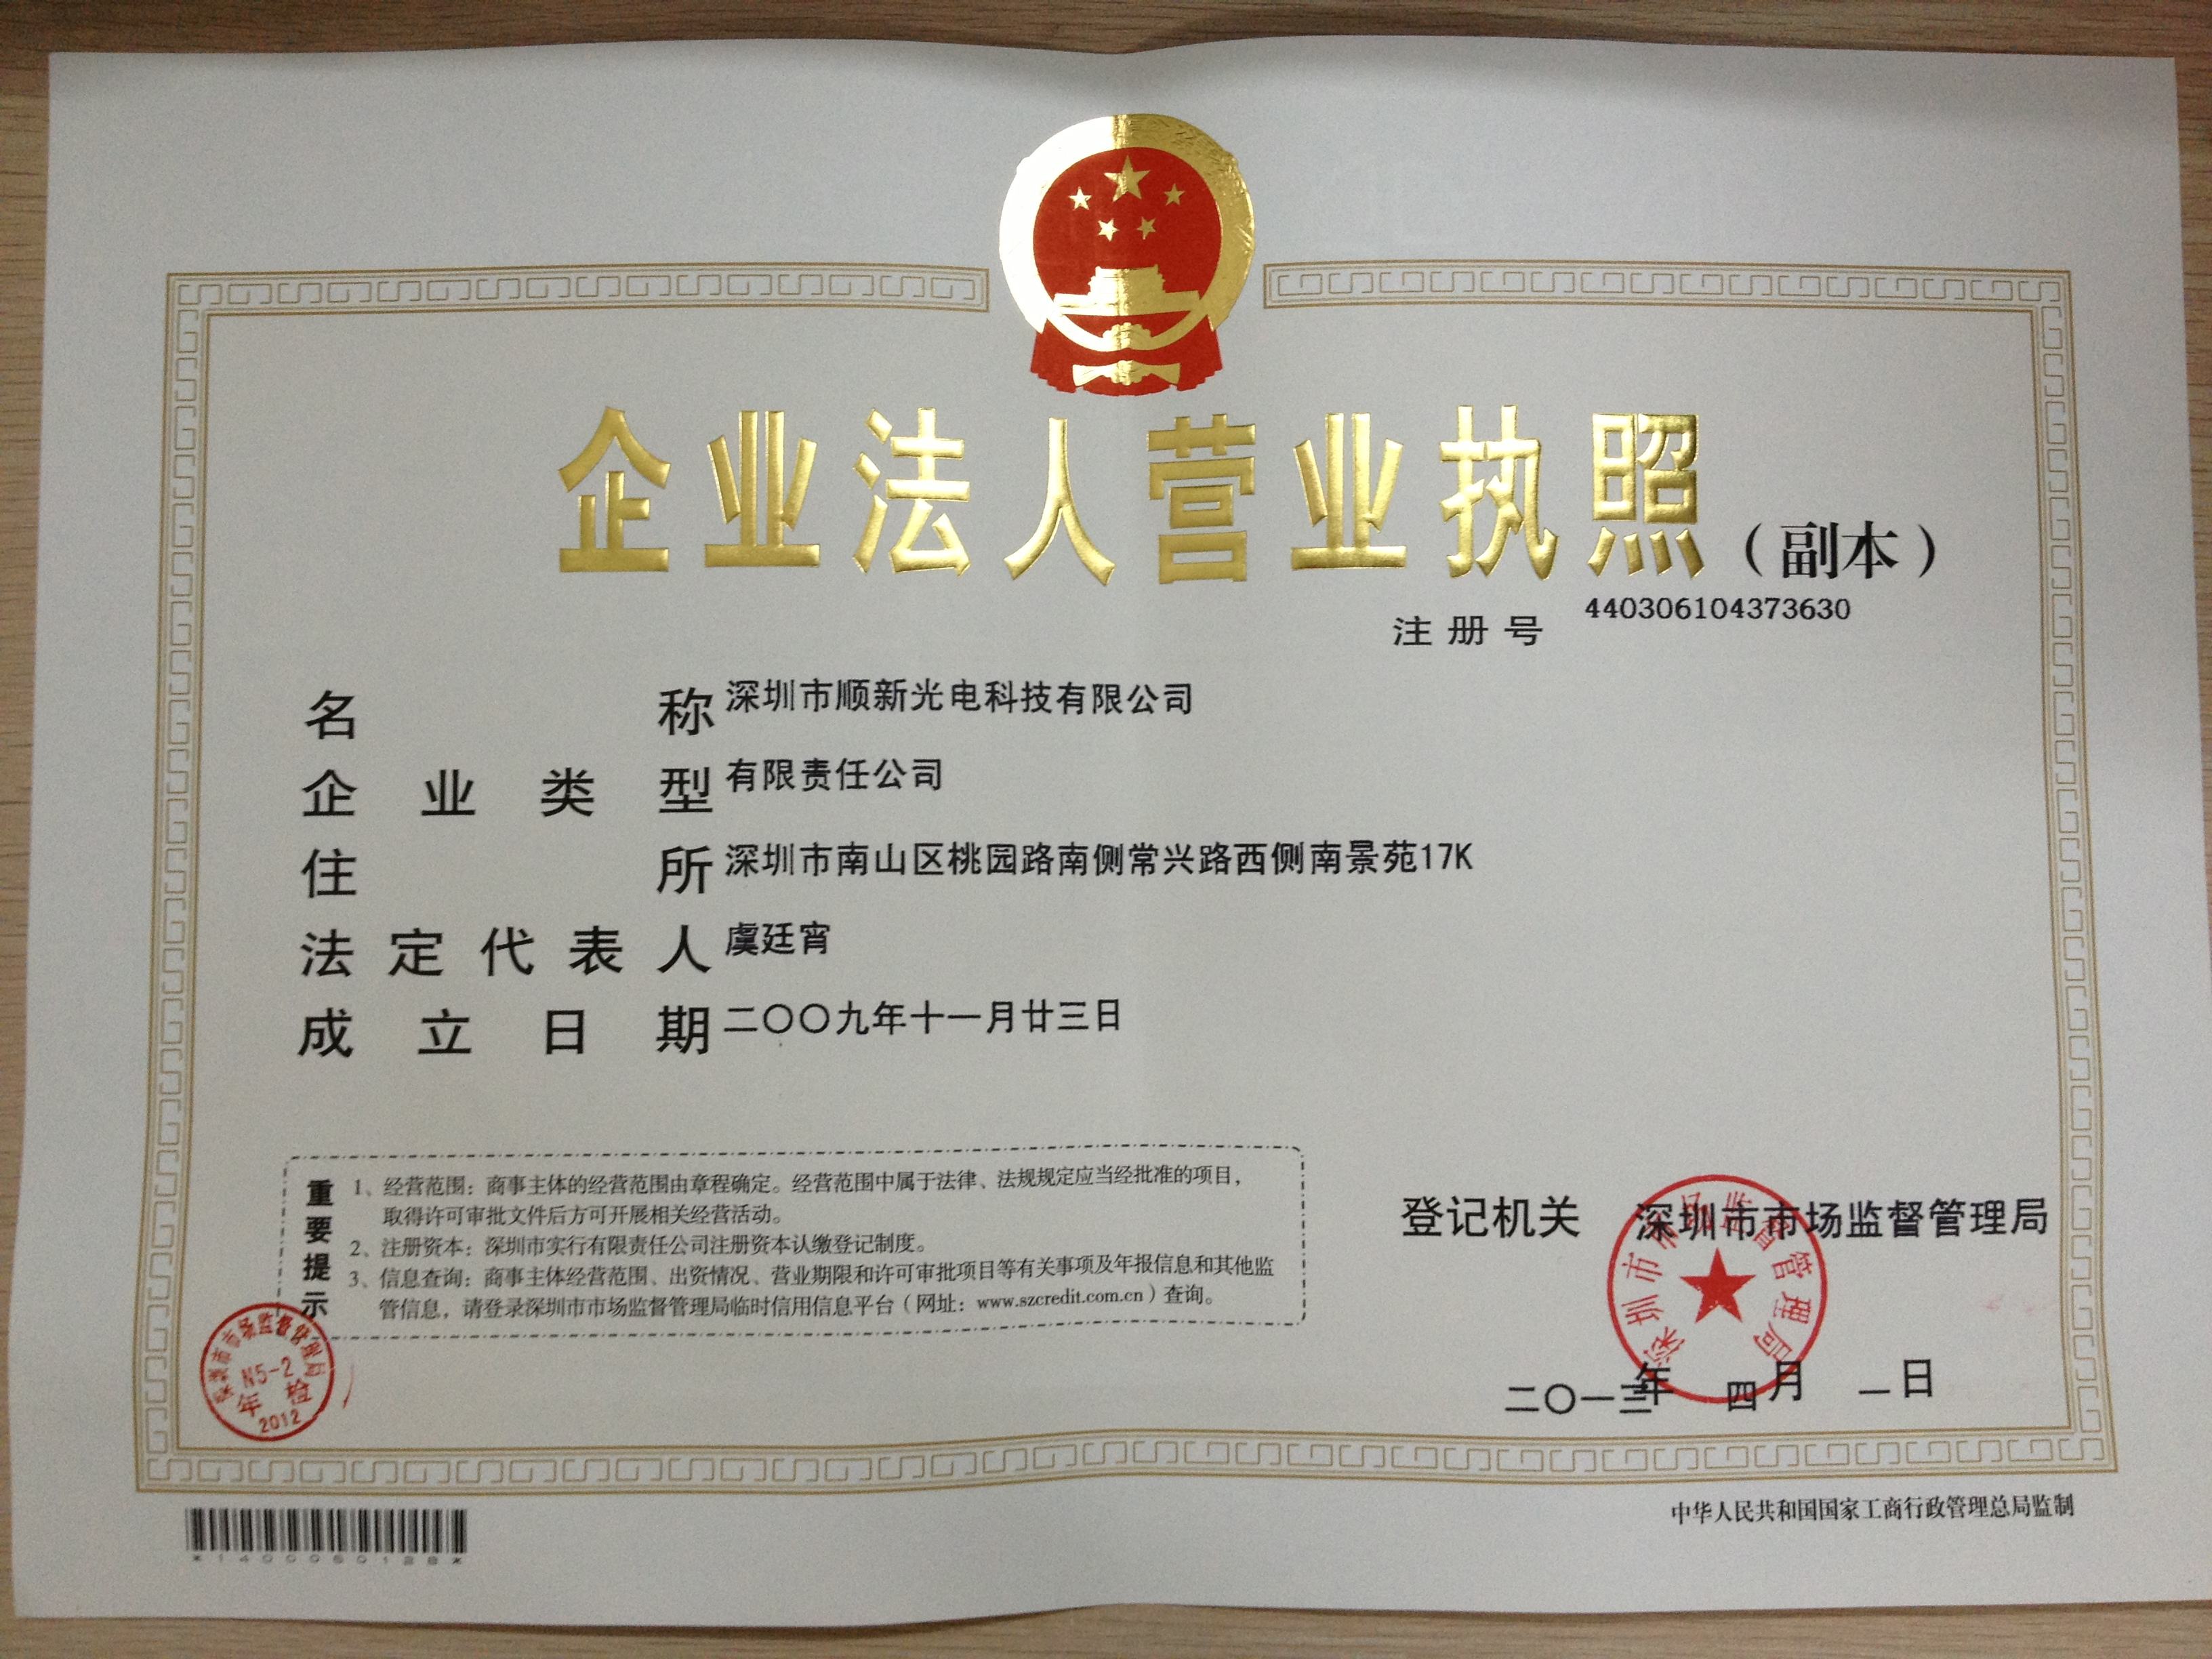 企业法人营业执照（副本）
注册号 440306104373630
名称 深圳市顺新光电科技有限公司
企业类型 有限责任公司
住所 深圳市南山区桃园路南侧常兴路西侧南景苑17K
法定代表人 虞廷宵
成立日期 二〇〇九年十一月廿三日
重要提示
1、经营范围：商事主体的经营范围由章程确定。经营范围中属于法律、法规规定应当经批准的项目，
取得许可审批文件后方可开展相关经营活动。
2、注册资本：深圳市实行有限责任公司注册资本认缴登记制度。
3、信息查询：商事主体经营范围、出资情况、营业期限和许可审批项目等有关事项及年报信息和其他监
管信息，请登录深圳市市场监督管理局临时信用信息平台（网址：www.szcredit.com.cn）查询。
登记机关 深圳市市场监督管理局
深圳市市场监督管理局
二〇一三年 四月 一日
深圳市市场监督管理局
N5-2
年检
2012
中华人民共和国国家工商行政管理总局监制